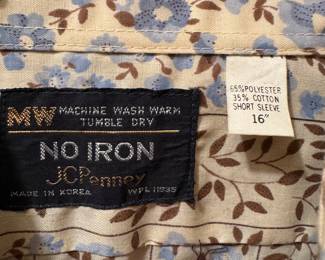 MW MACHINE WASH WARM
TUMBLE DRY
NO IRON
JCPenney
MADE IN KOREA WPL 11935
65% POLYESTER
35% COTTON
SHORT SLEEVE
16"